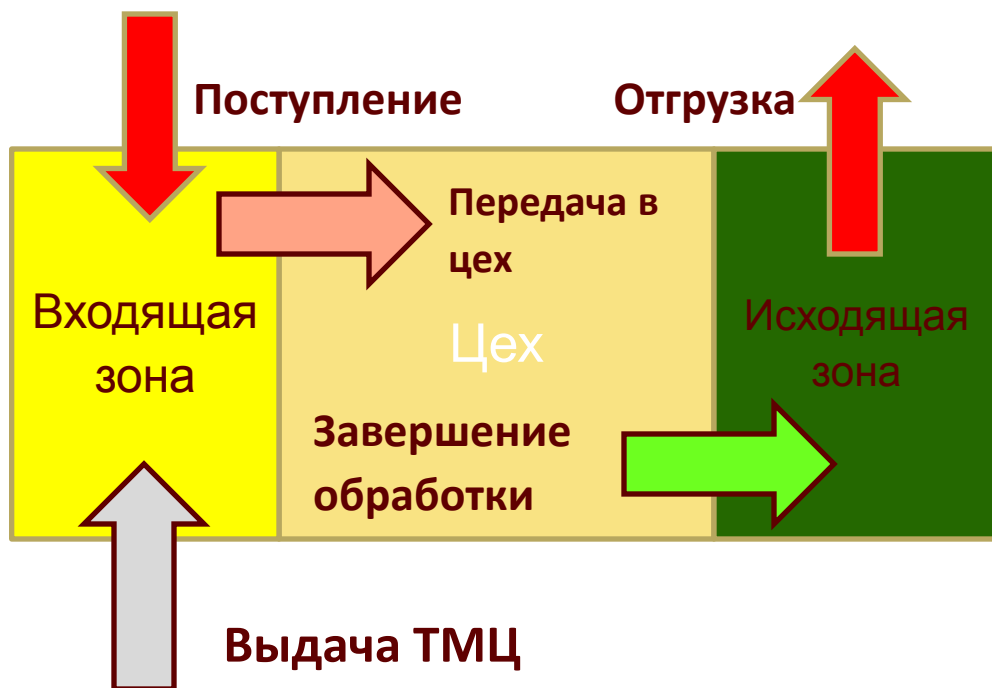 Поступление
Отгрузка
Передача в
цех
Входящая
зона
Цех
Исходящая
зона
Завершение
обработки
Выдача ТМЦ